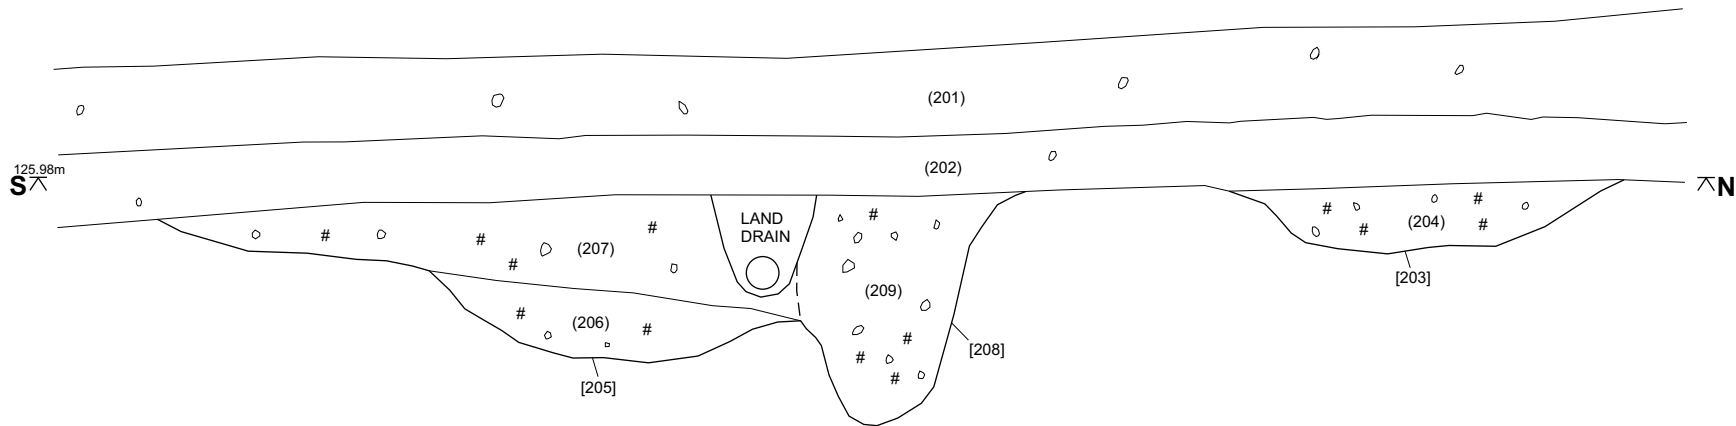 (201)
(202)
125.98m
S
N
LAND
DRAIN
(204)
(207)
[203]
(209)
(206)
[208]
[205]
# # # # # # # # # # # # # # #